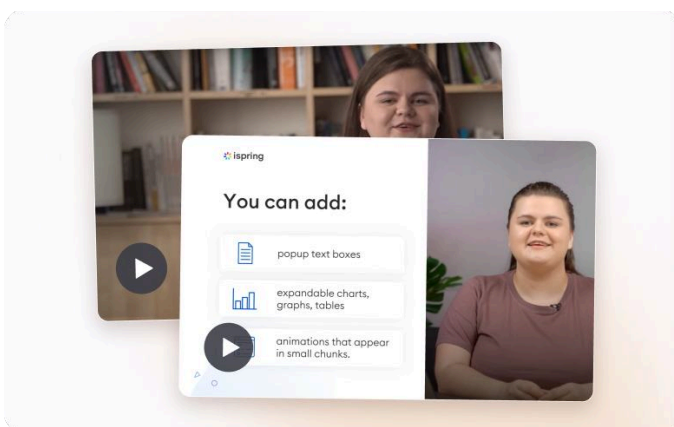 ispring
You can add:
popup text boxes
expandable charts,
graphs, tables
animations that appear
in small chunks.